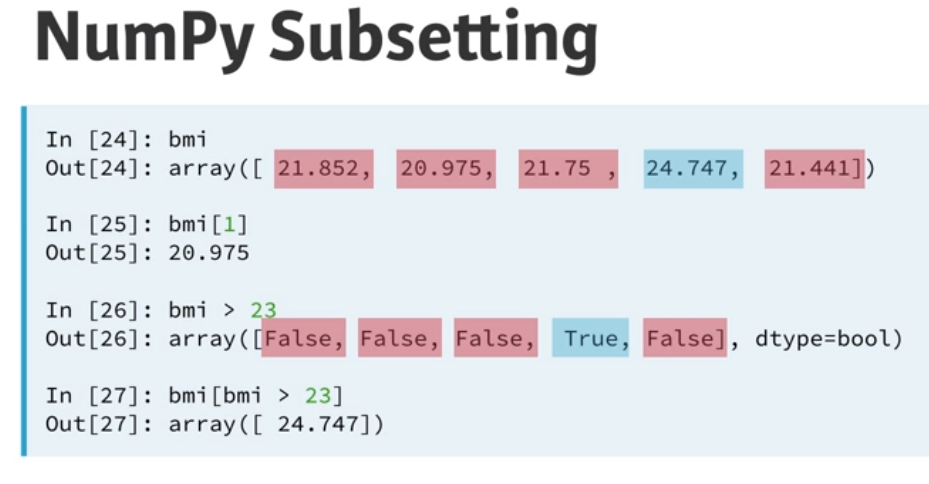 NumPy Subsetting
In [24]: bmi
Out[24]: array([ 21.852, 20.975, 21.75 , 24.747, 21.441])
In [25]: bmi[1]
Out[25]: 20.975
In [26]: bmi > 23
Out[26]: array([False, False, False, True, False], dtype=bool)
In [27]: bmi[bmi > 23]
Out[27]: array([ 24.747])